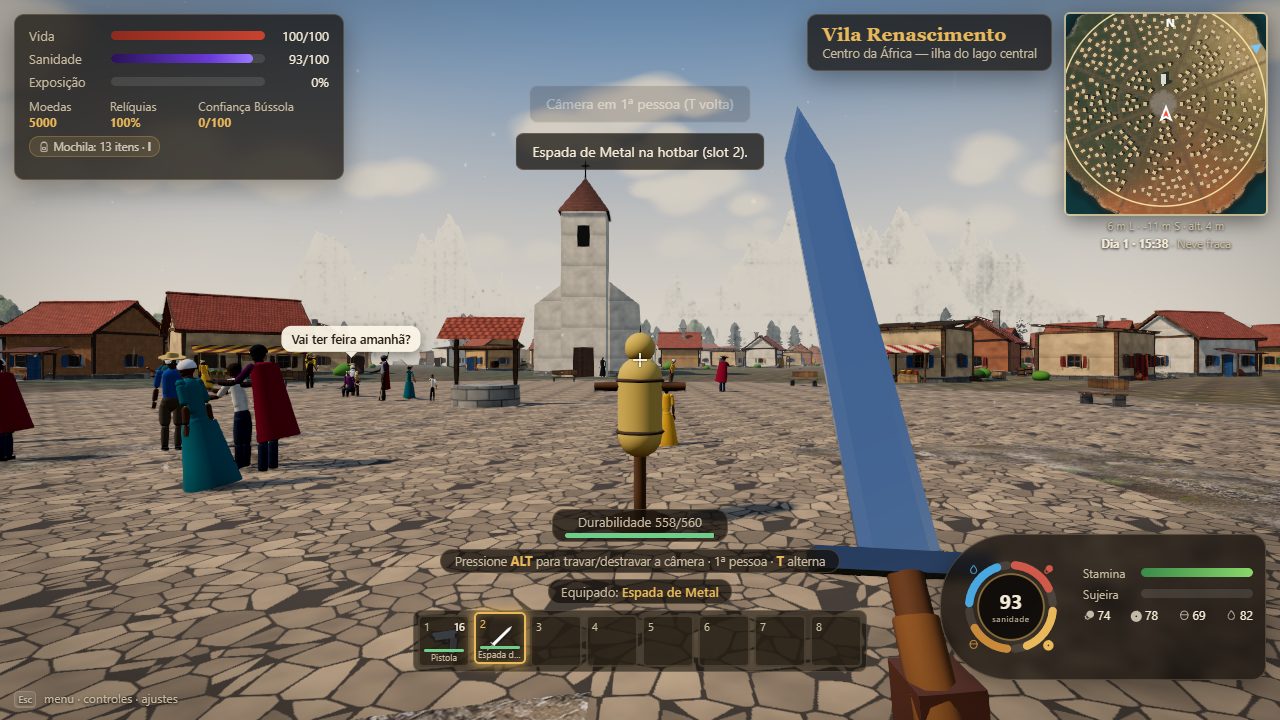 Vida 100/100
Sanidade 93/100
Exposição 0%
Moedas Relíquias Confiança Bússola
5000 100% 0/100
Mochila: 13 itens · I
Câmera em 1ª pessoa (T volta)
Espada de Metal na hotbar (slot 2).
Vila Renascimento
Centro da África — ilha do lago central
N
6 m L · -11 m S · alt. 4 m
Dia 1 · 15:38 · Neve fraca
Vai ter feira amanhã?
Durabilidade 558/560
Pressione ALT para travar/destravar a câmera · 1ª pessoa · T alterna
Equipado: Espada de Metal
1 16 2 3 4 5 6 7 8
Pistola Espada d...
93
sanidade
Stamina
Sujeira
74 78 69 82
Esc menu · controles · ajustes